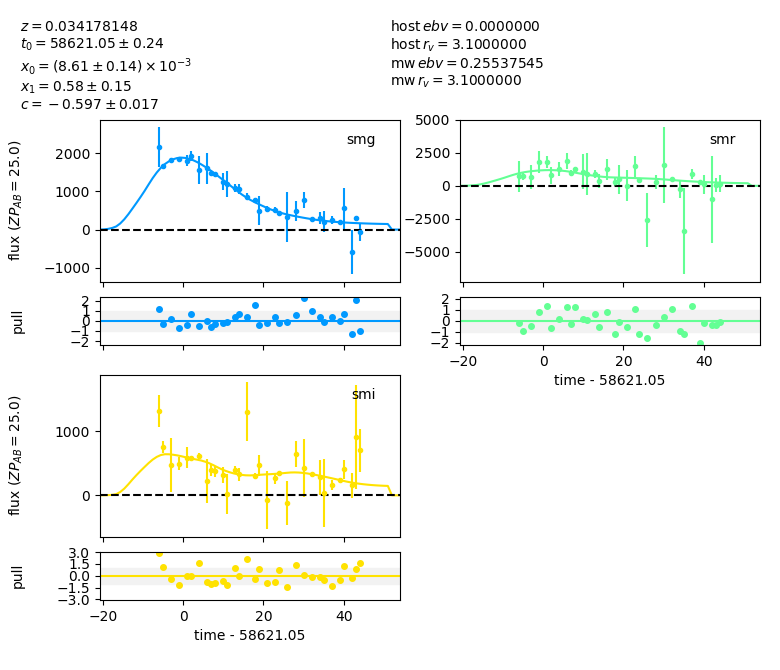 z = 0.034178148
t₀ = 58621.05 ± 0.24
x₀ = (8.61 ± 0.14) × 10⁻³
x₁ = 0.58 ± 0.15
c = −0.597 ± 0.017
host ebv = 0.0000000
host r_v = 3.1000000
mw ebv = 0.25537545
mw r_v = 3.1000000
smg
flux (ZP_AB = 25.0)
2000
1000
0
−1000
pull
2
1
0
−1
−2
smr
5000
2500
0
−2500
−5000
2
1
0
−1
−2
−20 0 20 40
time - 58621.05
smi
flux (ZP_AB = 25.0)
1000
0
pull
3.0
1.5
0.0
−1.5
−3.0
−20 0 20 40
time - 58621.05